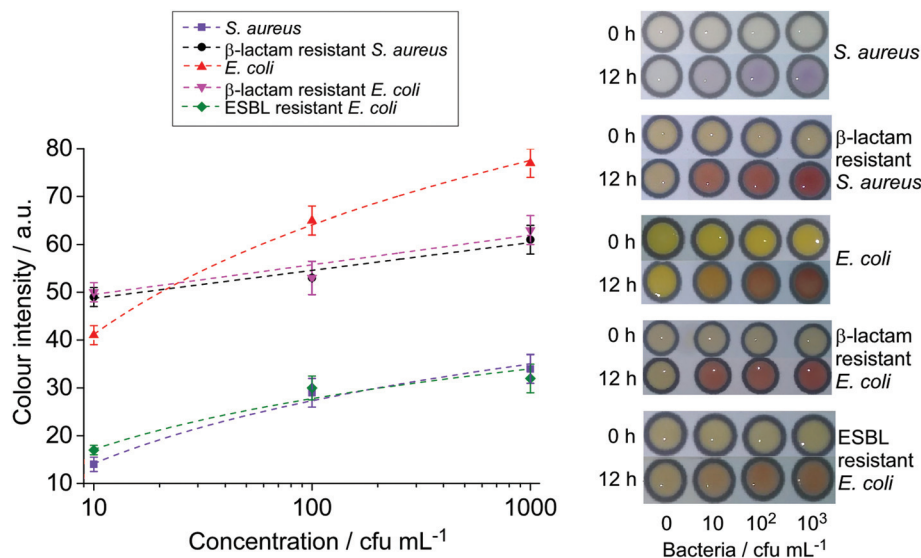 S. aureus
β-lactam resistant S. aureus
E. coli
β-lactam resistant E. coli
ESBL resistant E. coli
80
70
60
50
40
30
20
10
Colour intensity / a.u.
10
100
1000
Concentration / cfu mL⁻¹
0 h
12 h
S. aureus
0 h
12 h
β-lactam
resistant
S. aureus
0 h
12 h
E. coli
0 h
12 h
β-lactam
resistant
E. coli
0 h
12 h
ESBL
resistant
E. coli
0 10 10² 10³
Bacteria / cfu mL⁻¹